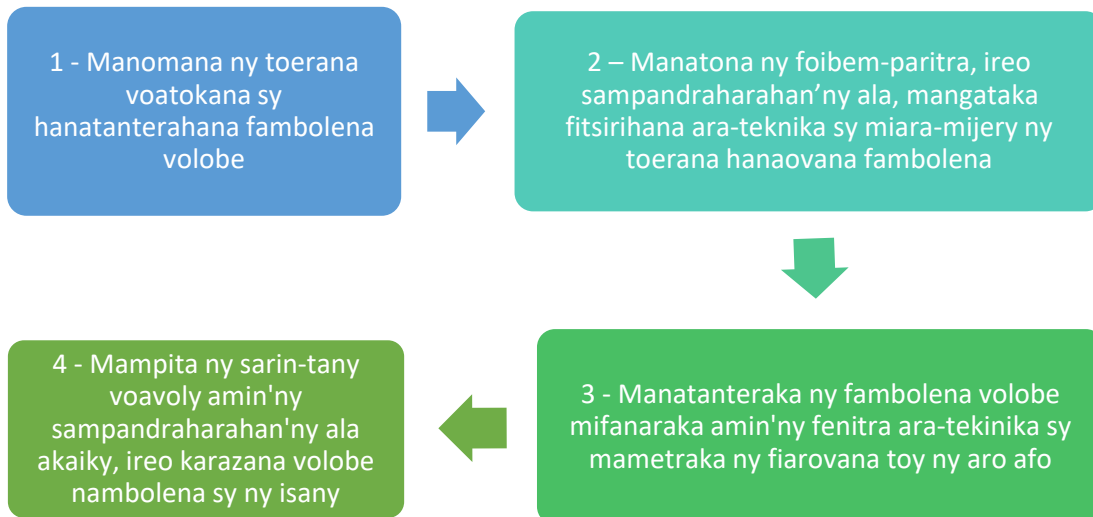 1 - Manomana ny toerana
voatokana sy
hanatanterahana fambolena
volobe
2 – Manatona ny foibem-paritra, ireo
sampandraharahan’ny ala, mangataka
fitsirihana ara-teknika sy miara-mijery ny
toerana hanaovana fambolena
3 - Manatanteraka ny fambolena volobe
mifanaraka amin'ny fenitra ara-tekinika sy
mametraka ny fiarovana toy ny aro afo
4 - Mampita ny sarin-tany
voavoly amin'ny
sampandraharahan'ny ala
akaiky, ireo karazana volobe
nambolena sy ny isany